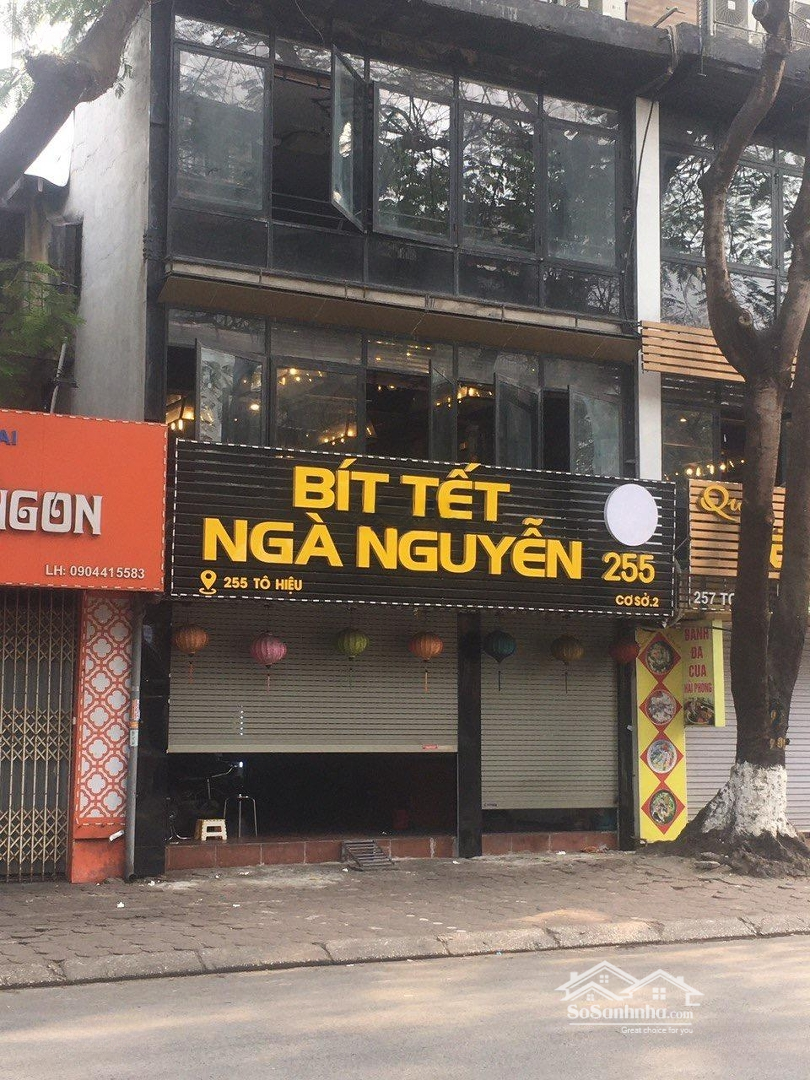 AI
NGON
LH: 0904415583
BÍT TẾT
NGÀ NGUYỄN 255
255 TÔ HIỆU
CƠ SỞ.2
257 TÔ
BÁNH
ĐA
CUA
HẢI PHÒNG
SoSanhnha.com
Great choice for you